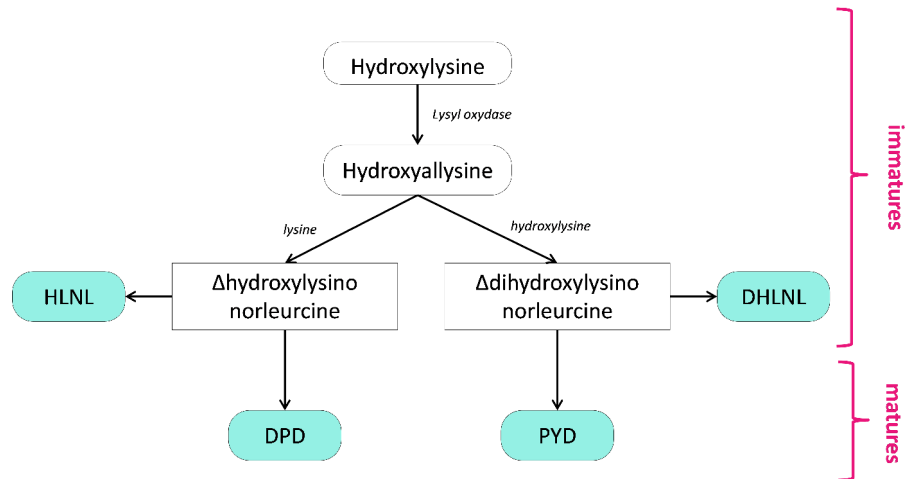 Hydroxylysine
Lysyl oxydase
Hydroxyallysine
lysine
hydroxylysine
HLNL
Δhydroxylysino
norleurcine
Δdihydroxylysino
norleurcine
DHLNL
DPD
PYD
immatures
matures